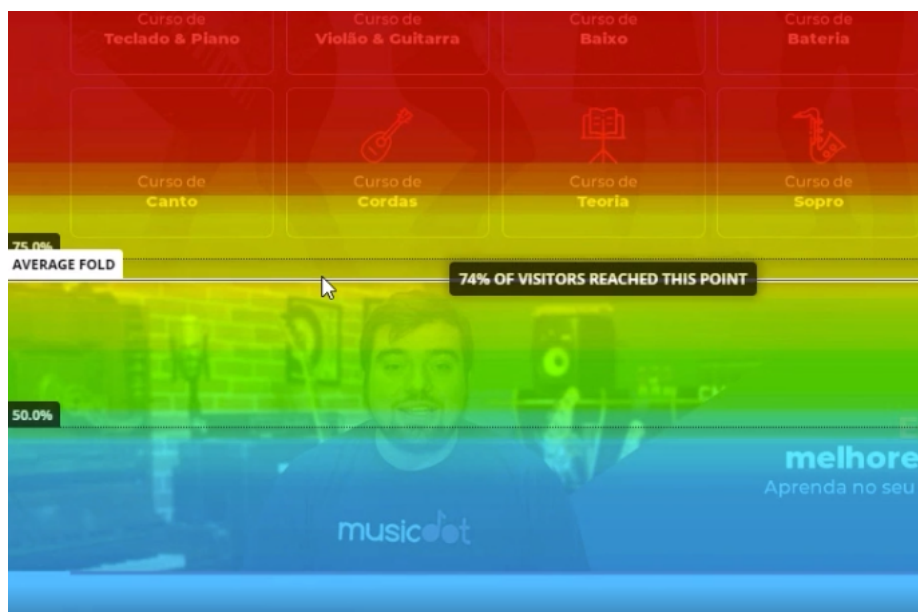 Curso de
Teclado & Piano
Curso de
Violão & Guitarra
Curso de
Baixo
Curso de
Bateria
Curso de
Canto
Curso de
Cordas
Curso de
Teoria
Curso de
Sopro
75.0%
AVERAGE FOLD
74% OF VISITORS REACHED THIS POINT
50.0%
melhore
Aprenda no seu
musicdot